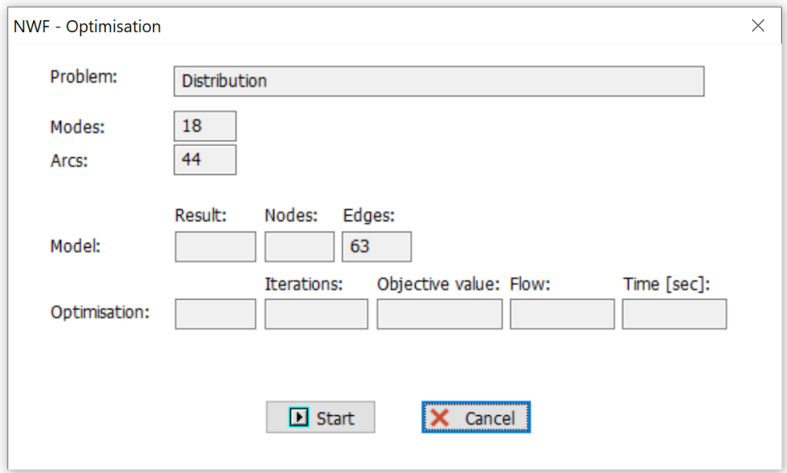 NWF - Optimisation
Problem: Distribution
Modes: 18
Arcs: 44
Result: Nodes: Edges:
Model: 63
Iterations: Objective value: Flow: Time [sec]:
Optimisation:
Start Cancel